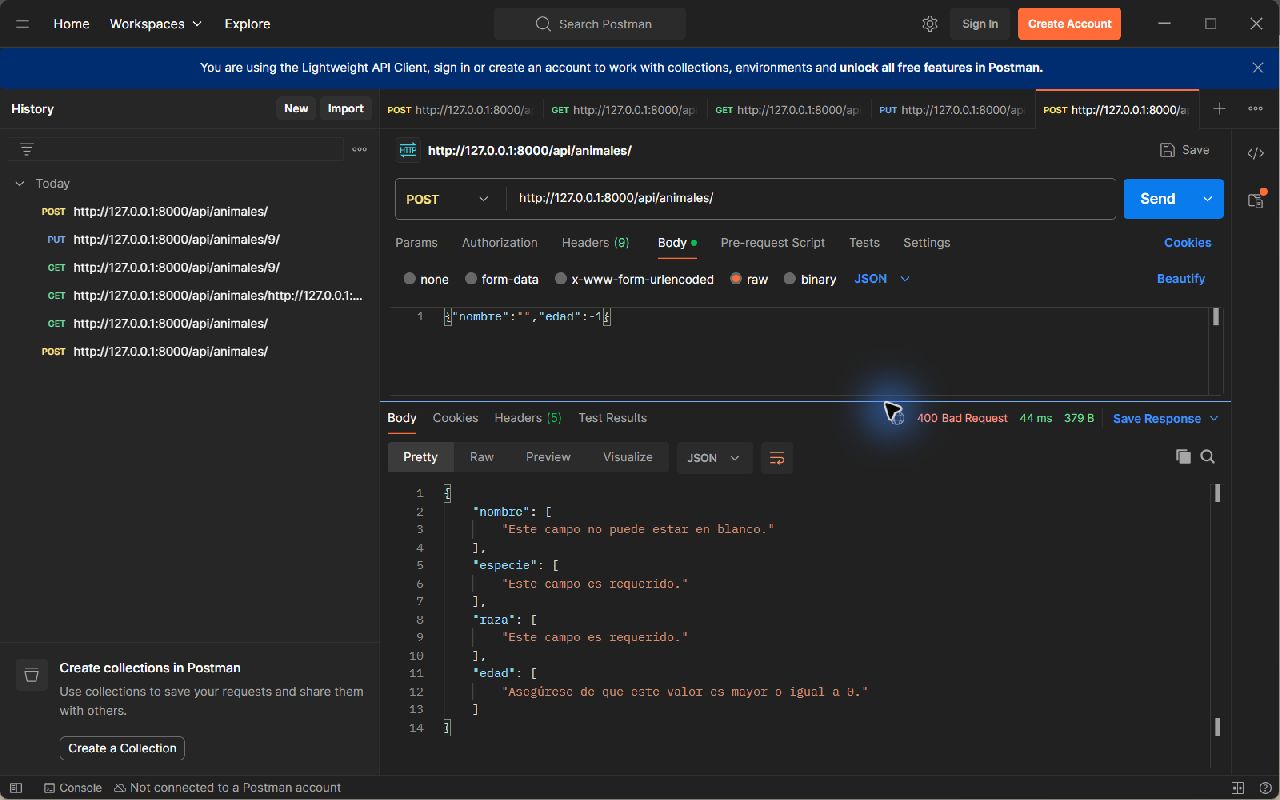 Home Workspaces Explore Search Postman Sign In Create Account
You are using the Lightweight API Client, sign in or create an account to work with collections, environments and unlock all free features in Postman.
History New Import
POST http://127.0.0.1:8000/a GET http://127.0.0.1:8000/api GET http://127.0.0.1:8000/api PUT http://127.0.0.1:8000/api POST http://127.0.0.1:8000/a
HTTP http://127.0.0.1:8000/api/animales/ Save
Today
POST http://127.0.0.1:8000/api/animales/
PUT http://127.0.0.1:8000/api/animales/9/
GET http://127.0.0.1:8000/api/animales/9/
GET http://127.0.0.1:8000/api/animales/http://127.0.0.1:...
GET http://127.0.0.1:8000/api/animales/
POST http://127.0.0.1:8000/api/animales/
POST http://127.0.0.1:8000/api/animales/ Send
Params Authorization Headers (9) Body Pre-request Script Tests Settings Cookies
none form-data x-www-form-urlencoded raw binary JSON Beautify
1 {"nombre":"","edad":-1}
Body Cookies Headers (5) Test Results 400 Bad Request 44 ms 379 B Save Response
Pretty Raw Preview Visualize JSON
1 {
2 "nombre": [
3 "Este campo no puede estar en blanco."
4 ],
5 "especie": [
6 "Este campo es requerido."
7 ],
8 "raza": [
9 "Este campo es requerido."
10 ],
11 "edad": [
12 "Asegúrese de que este valor es mayor o igual a 0."
13 ]
14 }
Create collections in Postman
Use collections to save your requests and share them
with others.
Create a Collection
Console Not connected to a Postman account